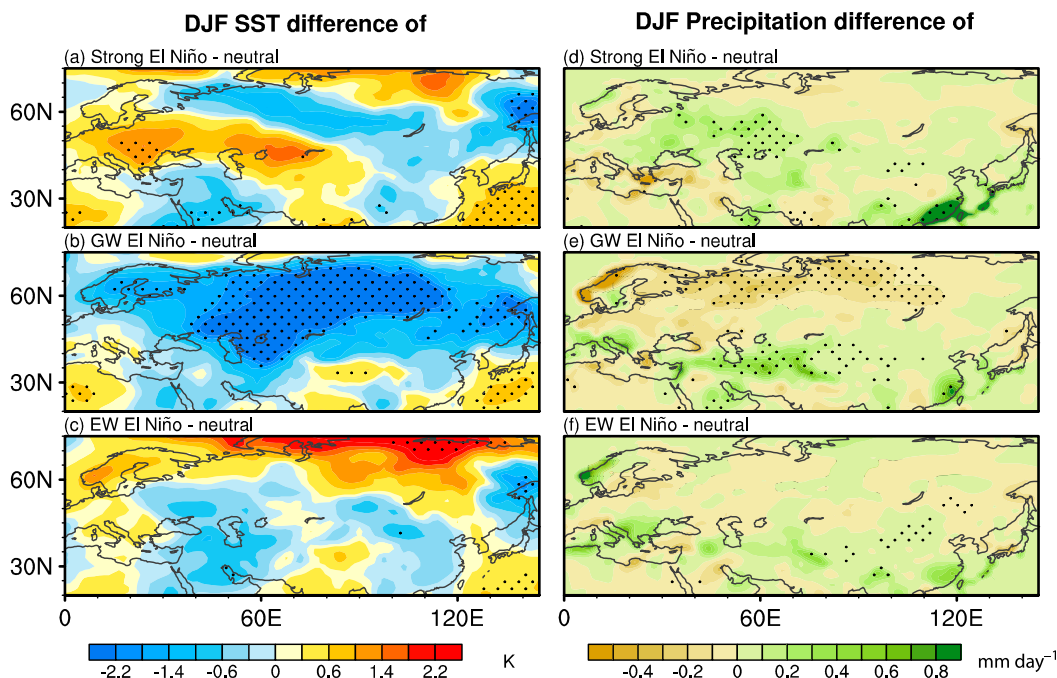 DJF SST difference of
DJF Precipitation difference of
(a) Strong El Niño - neutral
(d) Strong El Niño - neutral
60N
30N
(b) GW El Niño - neutral
(e) GW El Niño - neutral
60N
30N
(c) EW El Niño - neutral
(f) EW El Niño - neutral
60N
30N
0 60E 120E
0 60E 120E
-2.2 -1.4 -0.6 0 0.6 1.4 2.2 K
-0.4 -0.2 0 0.2 0.4 0.6 0.8 mm day⁻¹